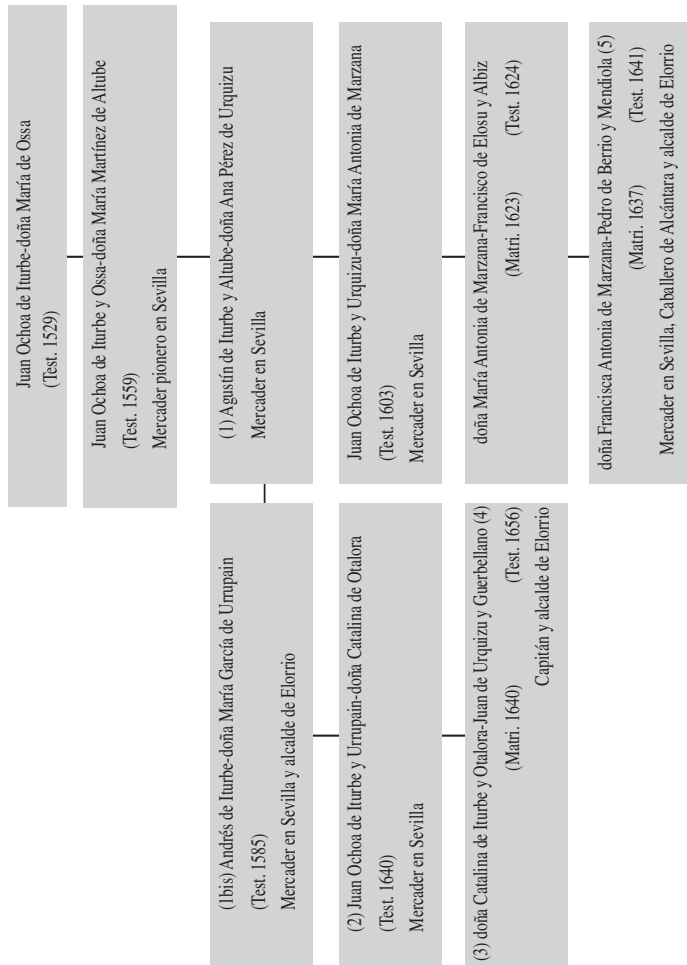 Juan Ochoa de Iturbe-doña María de Ossa
(Test. 1529)
Juan Ochoa de Iturbe y Ossa-doña María Martínez de Altube
(Test. 1559)
Mercader pionero en Sevilla
(1) Agustín de Iturbe y Altube-doña Ana Pérez de Urquizu
Mercader en Sevilla
(1bis) Andrés de Iturbe-doña María García de Urrupain
(Test. 1585)
Mercader en Sevilla y alcalde de Elorrio
Juan Ochoa de Iturbe y Urquizu-doña María Antonia de Marzana
(Test. 1603)
Mercader en Sevilla
(2) Juan Ochoa de Iturbe y Urrupain-doña Catalina de Otalora
(Test. 1640)
Mercader en Sevilla
doña María Antonia de Marzana-Francisco de Elosu y Albiz
(Matri. 1623) (Test. 1624)
(3) doña Catalina de Iturbe y Otalora-Juan de Urquizu y Guerbellano (4)
(Matri. 1640) (Test. 1656)
Capitán y alcalde de Elorrio
doña Francisca Antonia de Marzana-Pedro de Berrio y Mendiola (5)
(Matri. 1637) (Test. 1641)
Mercader en Sevilla, Caballero de Alcántara y alcalde de Elorrio